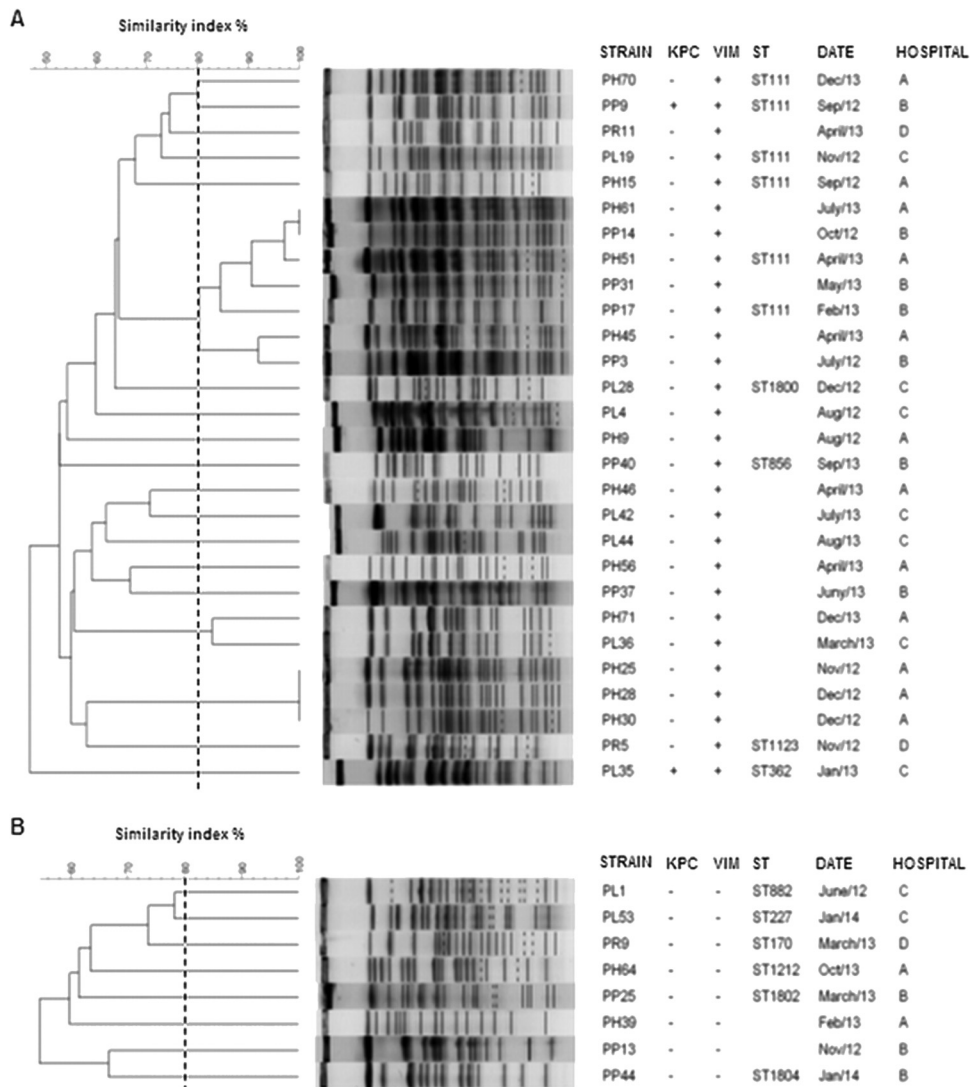 A
Similarity index %
50 60 70 80 90 100
STRAIN KPC VIM ST DATE HOSPITAL
PH70 - + ST111 Dec/13 A
PP9 + + ST111 Sep/12 B
PR11 - + April/13 D
PL19 - + ST111 Nov/12 C
PH15 - + ST111 Sep/12 A
PH61 - + July/13 A
PP14 - + Oct/12 B
PH51 - + ST111 April/13 A
PP31 - + May/13 B
PP17 - + ST111 Feb/13 B
PH45 - + April/13 A
PP3 - + July/12 B
PL28 - + ST1800 Dec/12 C
PL4 - + Aug/12 C
PH9 - + Aug/12 A
PP40 - + ST856 Sep/13 B
PH46 - + April/13 A
PL42 - + July/13 C
PL44 - + Aug/13 C
PH56 - + April/13 A
PP37 - + Juny/13 B
PH71 - + Dec/13 A
PL36 - + March/13 C
PH25 - + Nov/12 A
PH28 - + Dec/12 A
PH30 - + Dec/12 A
PR5 - + ST1123 Nov/12 D
PL35 + + ST362 Jan/13 C
B
Similarity index %
60 70 80 90 100
STRAIN KPC VIM ST DATE HOSPITAL
PL1 - - ST882 June/12 C
PL53 - - ST227 Jan/14 C
PR9 - - ST170 March/13 D
PH64 - - ST1212 Oct/13 A
PP25 - - ST1802 March/13 B
PH39 - - Feb/13 A
PP13 - - Nov/12 B
PP44 - - ST1804 Jan/14 B